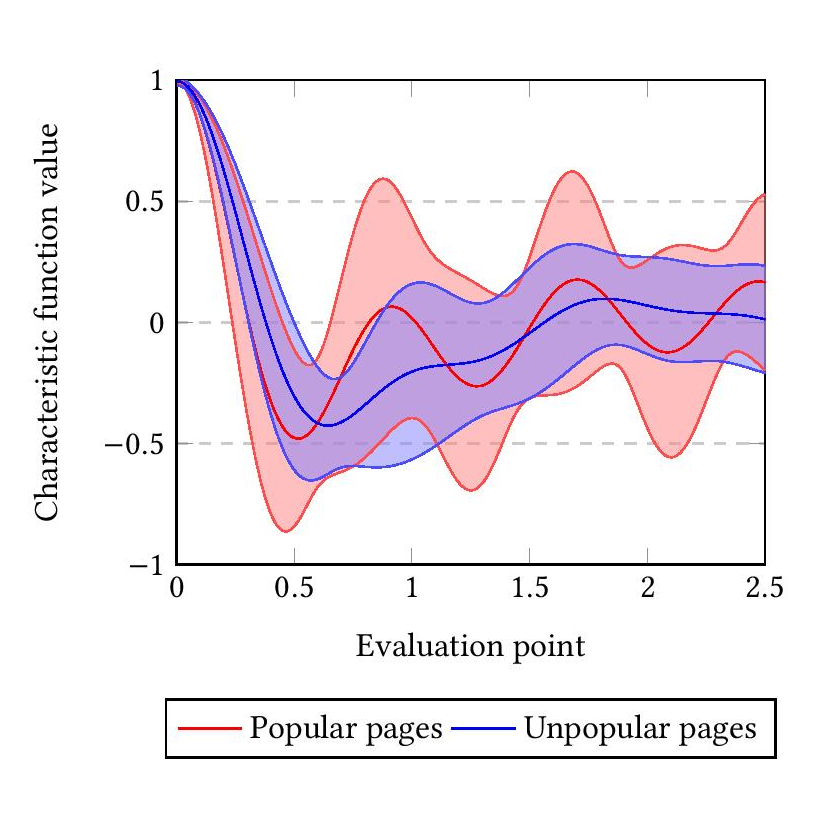 Characteristic function value
1
0.5
0
−0.5
−1
0 0.5 1 1.5 2 2.5
Evaluation point
Popular pages Unpopular pages